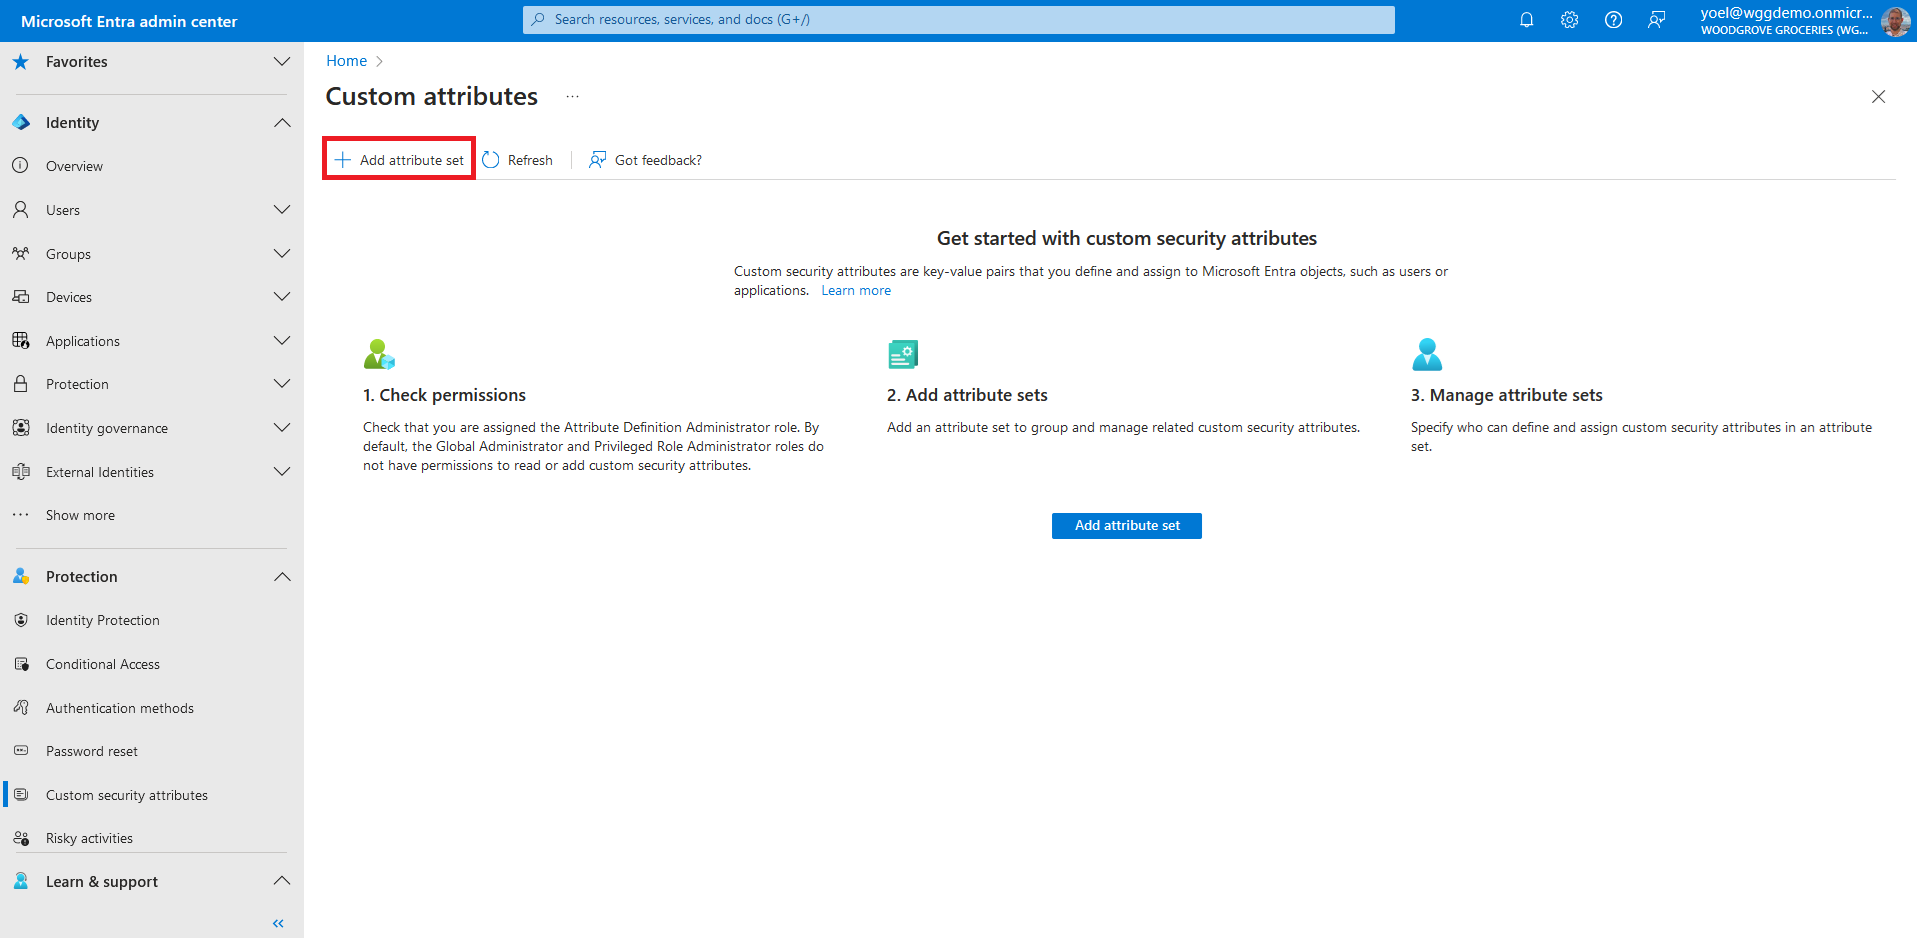 Microsoft Entra admin center
Search resources, services, and docs (G+/)
yoel@wggdemo.onmicr...
WOODGROVE GROCERIES (WG...
Favorites
Identity
Overview
Users
Groups
Devices
Applications
Protection
Identity governance
External Identities
Show more
Protection
Identity Protection
Conditional Access
Authentication methods
Password reset
Custom security attributes
Risky activities
Learn & support
Home
Custom attributes
Add attribute set
Refresh
Got feedback?
Get started with custom security attributes
Custom security attributes are key-value pairs that you define and assign to Microsoft Entra objects, such as users or
applications. Learn more
1. Check permissions
Check that you are assigned the Attribute Definition Administrator role. By
default, the Global Administrator and Privileged Role Administrator roles do
not have permissions to read or add custom security attributes.
2. Add attribute sets
Add an attribute set to group and manage related custom security attributes.
3. Manage attribute sets
Specify who can define and assign custom security attributes in an attribute
set.
Add attribute set